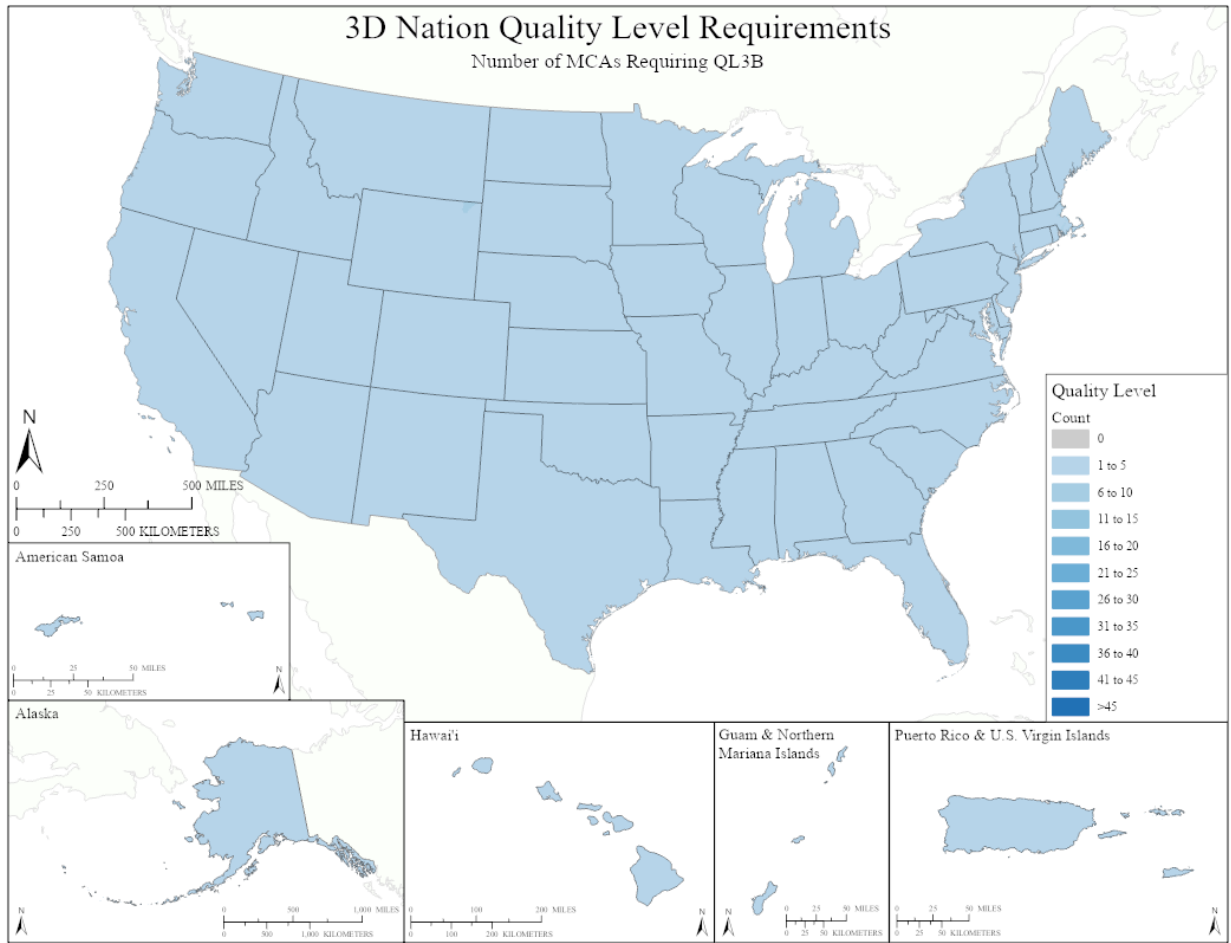 3D Nation Quality Level Requirements
Number of MCAs Requiring QL3B
N
0 250 500 MILES
0 250 500 KILOMETERS
Quality Level
Count
0
1 to 5
6 to 10
11 to 15
16 to 20
21 to 25
26 to 30
31 to 35
36 to 40
41 to 45
>45
American Samoa
0 25 50 MILES
0 25 50 KILOMETERS
N
Alaska
N
0 500 1,000 MILES
0 500 1,000 KILOMETERS
Hawai'i
0 100 200 MILES
0 100 200 KILOMETERS
N
Guam & Northern
Mariana Islands
N
0 25 50 MILES
0 25 50 KILOMETERS
Puerto Rico & U.S. Virgin Islands
0 25 50 MILES
0 25 50 KILOMETERS
N